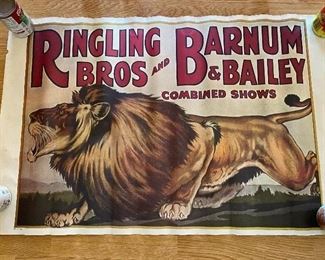 RINGLING BARNUM
BROS AND & BAILEY
COMBINED SHOWS